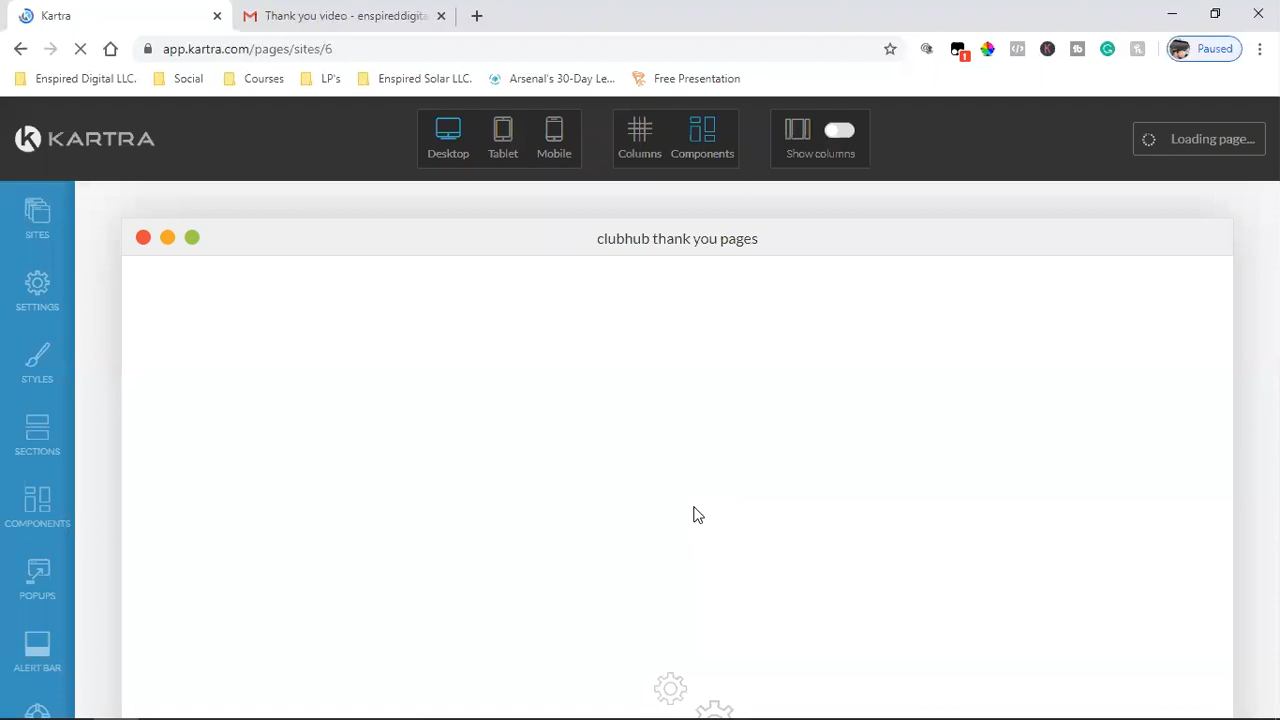 Kartra
Thank you video - enspireddigita
app.kartra.com/pages/sites/6
1
Paused
Enspired Digital LLC.
Social
Courses
LP's
Enspired Solar LLC.
Arsenal's 30-Day Le...
Free Presentation
KARTRA
Desktop
Tablet
Mobile
Columns
Components
Show columns
Loading page...
SITES
SETTINGS
STYLES
SECTIONS
COMPONENTS
POPUPS
ALERT BAR
clubhub thank you pages